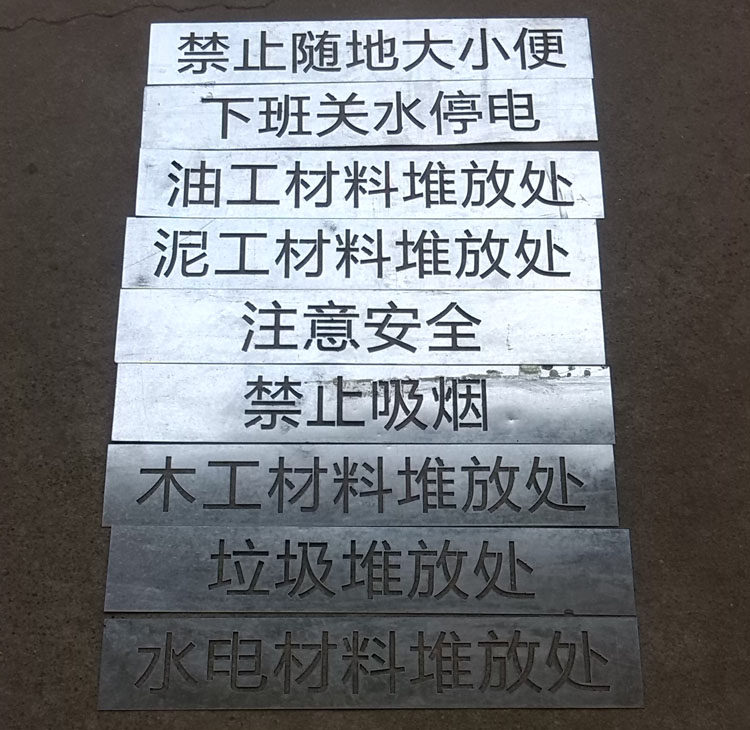 禁止随地大小便
下班关水停电
油工材料堆放处
泥工材料堆放处
注意安全
禁止吸烟
木工材料堆放处
垃圾堆放处
水电材料堆放处